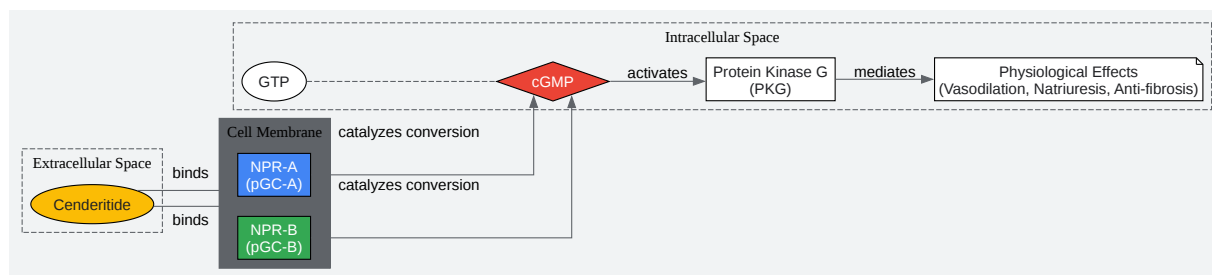 Intracellular Space
GTP
cGMP
activates
Protein Kinase G
(PKG)
mediates
Physiological Effects
(Vasodilation, Natriuresis, Anti-fibrosis)
Cell Membrane
catalyzes conversion
Extracellular Space
binds
NPR-A
(pGC-A)
catalyzes conversion
Cenderitide
binds
NPR-B
(pGC-B)